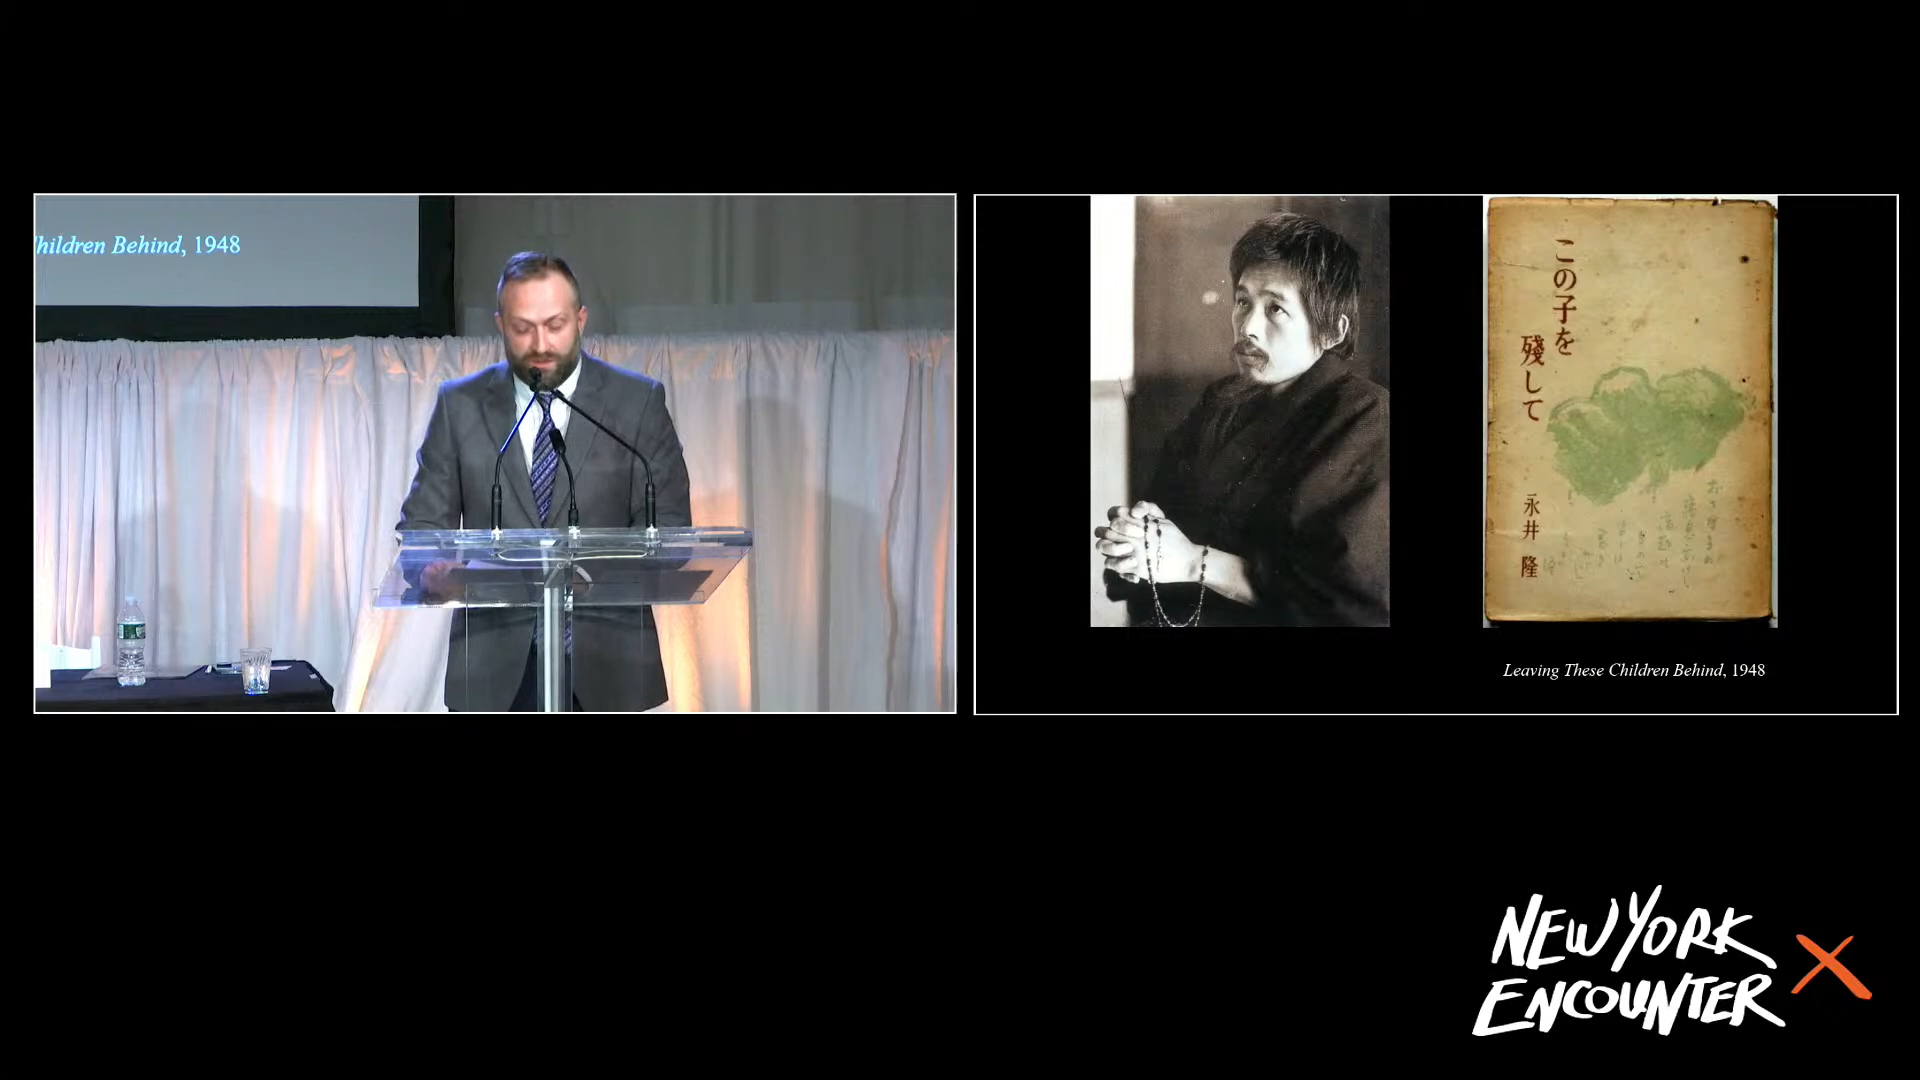 Children Behind, 1948
この子を
殘して
永井 隆
Leaving These Children Behind, 1948
NEW YORK
ENCOUNTER